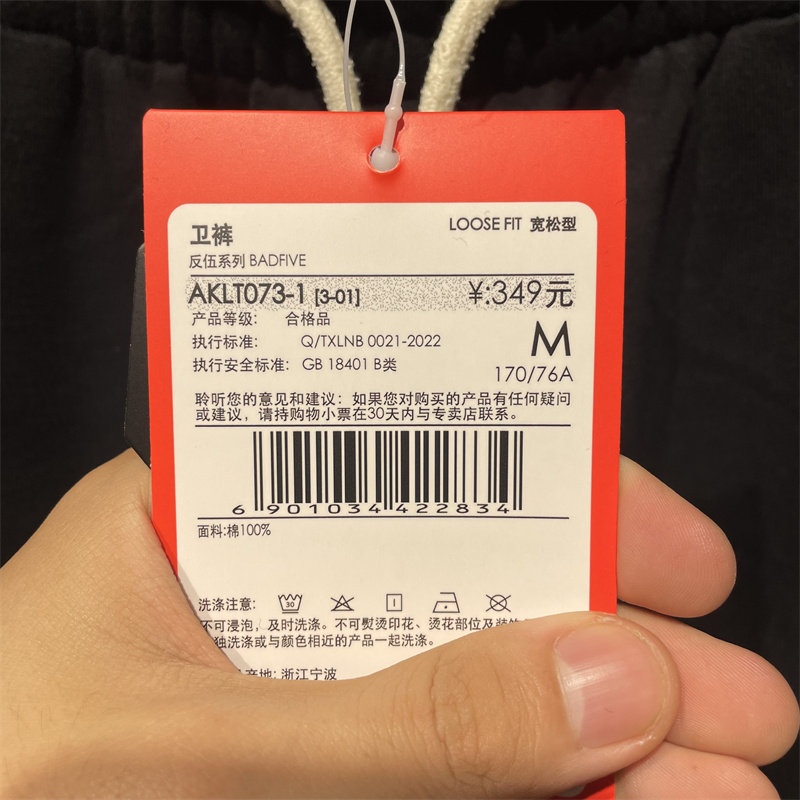 LOOSE FIT 宽松型
卫裤
反伍系列 BADFIVE
AKLT073-1 [3-01] ¥:349元
产品等级: 合格品
执行标准: Q/TXLNB 0021-2022
M
执行安全标准: GB 18401 B类
170/76A
聆听您的意见和建议: 如果您对购买的产品有任何疑问
或建议, 请持购物小票在30天内与专卖店联系。
6 901034 422834
面料:棉100%
洗涤注意: 30
不可浸泡, 及时洗涤。不可熨烫印花、烫花部位及装饰
独洗涤或与颜色相近的产品一起洗涤。
产地: 浙江宁波